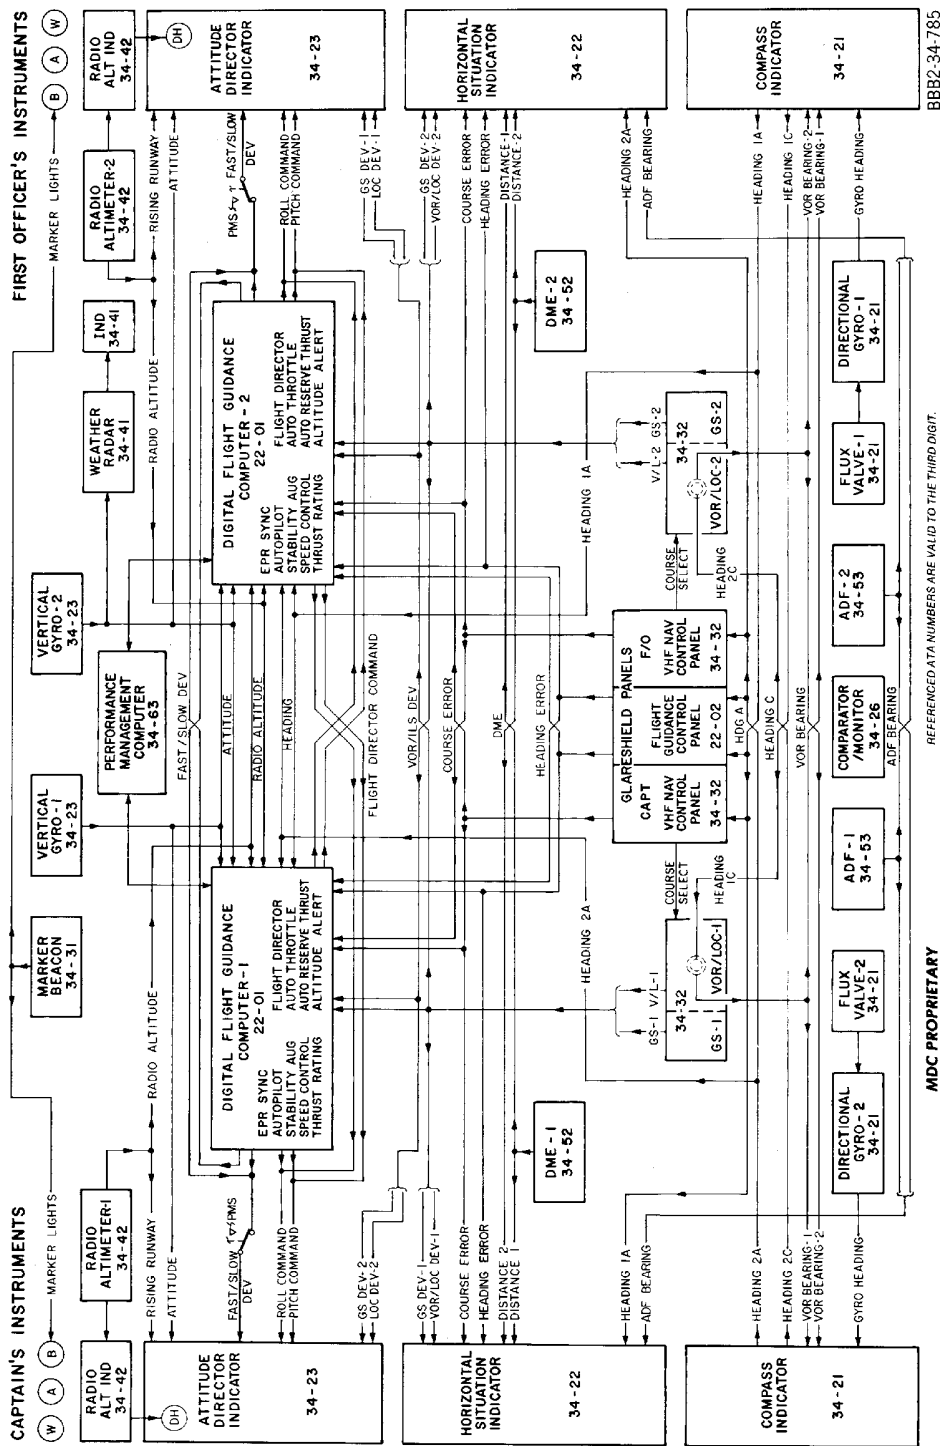 CAPTAIN'S INSTRUMENTS
FIRST OFFICER'S INSTRUMENTS
W
A
B
MARKER LIGHTS
MARKER
BEACON
34-31
MARKER LIGHTS
B
A
W
RADIO
ALT IND
34-42
RADIO
ALTIMETER-1
34-42
VERTICAL
GYRO-1
34-23
VERTICAL
GYRO-2
34-23
PERFORMANCE
MANAGEMENT
COMPUTER
34-63
WEATHER
RADAR
34-41
IND
34-41
RADIO
ALTIMETER-2
34-42
RADIO
ALT IND
34-42
DH
DH
ATTITUDE
DIRECTOR
INDICATOR
34-23
RISING RUNWAY
RADIO ALTITUDE
ATTITUDE
FAST/SLOW
DEV
PMS
ROLL COMMAND
PITCH COMMAND
GS DEV-2
LOC DEV-2
DIGITAL FLIGHT GUIDANCE
COMPUTER-1
22-01
EPR SYNC
AUTOPILOT
STABILITY AUG
SPEED CONTROL
THRUST RATING
FLIGHT DIRECTOR
AUTO THROTTLE
AUTO RESERVE THRUST
ALTITUDE ALERT
FAST/SLOW DEV
ATTITUDE
RADIO ALTITUDE
HEADING
FLIGHT DIRECTOR COMMAND
DIGITAL FLIGHT GUIDANCE
COMPUTER-2
22-01
EPR SYNC
AUTOPILOT
STABILITY AUG
SPEED CONTROL
THRUST RATING
FLIGHT DIRECTOR
AUTO THROTTLE
AUTO RESERVE THRUST
ALTITUDE ALERT
RADIO ALTITUDE
RISING RUNWAY
ATTITUDE
PMS
FAST/SLOW
DEV
ROLL COMMAND
PITCH COMMAND
GS DEV-1
LOC DEV-1
ATTITUDE
DIRECTOR
INDICATOR
34-23
HORIZONTAL
SITUATION
INDICATOR
34-22
GS DEV-1
VOR/LOC DEV-1
COURSE ERROR
HEADING ERROR
DISTANCE 2
DISTANCE 1
HEADING 1A
ADF BEARING
DME-1
34-52
VOR/ILS DEV
COURSE ERROR
DME
HEADING ERROR
DME-2
34-52
GS DEV-2
VOR/LOC DEV-2
COURSE ERROR
HEADING ERROR
DISTANCE-1
DISTANCE-2
HEADING 2A
ADF BEARING
HORIZONTAL
SITUATION
INDICATOR
34-22
HEADING 2A
GS-1 V/L-1
34-32
GS-1
VOR/LOC-1
COURSE
SELECT
HEADING
1C
GLARESHIELD PANELS
CAPT
VHF NAV
CONTROL
PANEL
34-32
FLIGHT
GUIDANCE
CONTROL
PANEL
22-02
F/O
VHF NAV
CONTROL
PANEL
34-32
COURSE
SELECT
HEADING
2C
V/L-2 GS-2
34-32
VOR/LOC-2
GS-2
HEADING 1A
HDG A
HEADING C
VOR BEARING
COMPASS
INDICATOR
34-21
HEADING 2A
HEADING 2C
VOR BEARING-1
VOR BEARING-2
GYRO HEADING
DIRECTIONAL
GYRO-2
34-21
FLUX
VALVE-2
34-21
ADF-1
34-53
COMPARATOR
/MONITOR
34-26
ADF BEARING
ADF-2
34-53
FLUX
VALVE-1
34-21
DIRECTIONAL
GYRO-1
34-21
HEADING 1A
HEADING 1C
VOR BEARING-2
VOR BEARING-1
GYRO HEADING
COMPASS
INDICATOR
34-21
MDC PROPRIETARY
REFERENCED ATA NUMBERS ARE VALID TO THE THIRD DIGIT.
BBB2-34-785